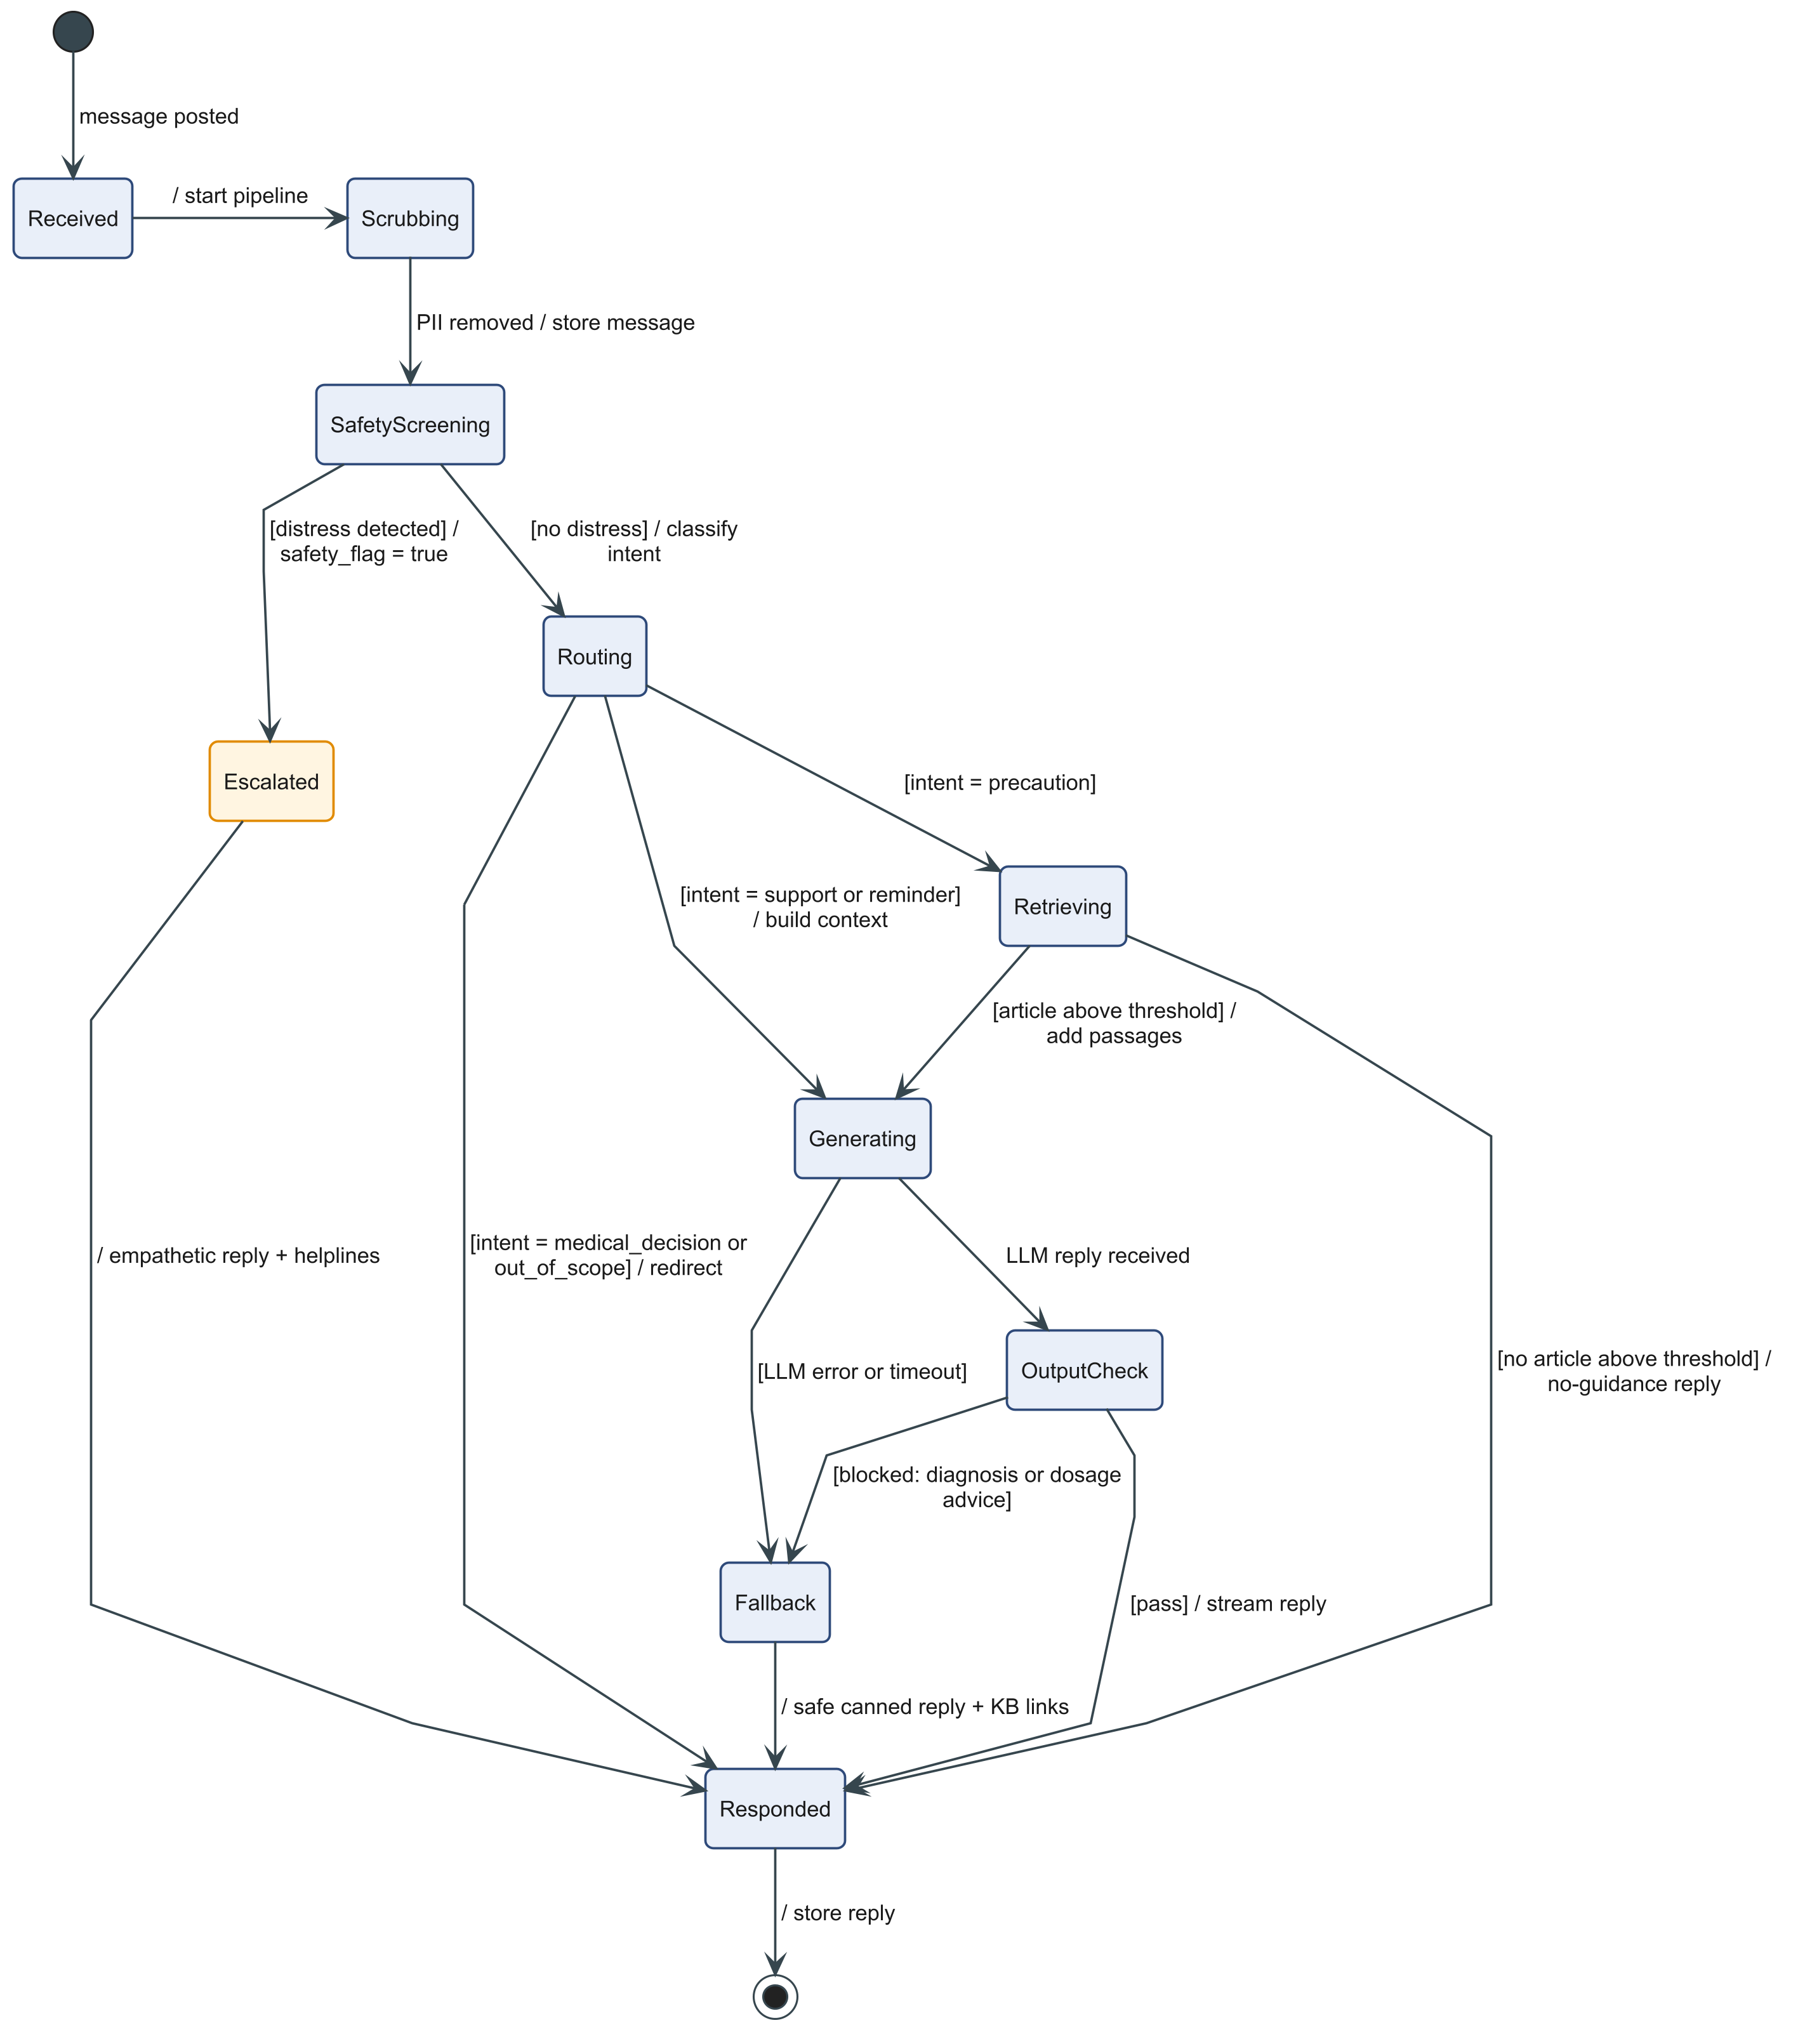 message posted
Received
/ start pipeline
Scrubbing
PII removed / store message
SafetyScreening
[distress detected] /
safety_flag = true
[no distress] / classify
intent
Routing
Escalated
[intent = precaution]
[intent = support or reminder]
/ build context
Retrieving
[article above threshold] /
add passages
Generating
/ empathetic reply + helplines
[intent = medical_decision or
out_of_scope] / redirect
LLM reply received
[LLM error or timeout]
OutputCheck
[no article above threshold] /
no-guidance reply
[blocked: diagnosis or dosage
advice]
Fallback
[pass] / stream reply
/ safe canned reply + KB links
Responded
/ store reply